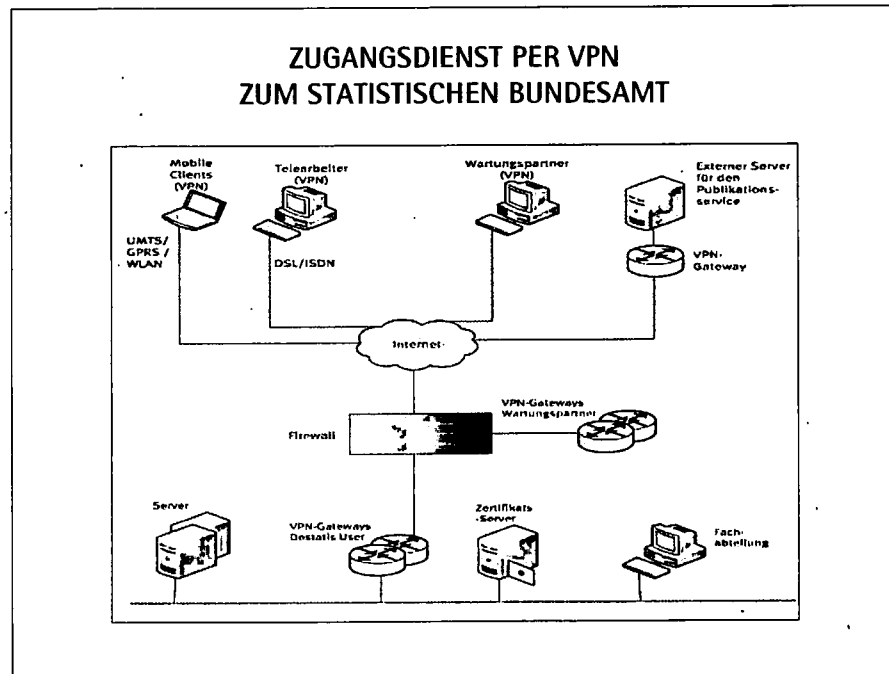 ZUGANGSDIENST PER VPN
ZUM STATISTISCHEN BUNDESAMT
Mobile
Clients
(VPN)
Telearbeiter
(VPN)
Wartungspartner
(VPN)
Externer Server
für den
Publikations-
service
UMTS/
GPRS /
WLAN
DSL/ISDN
VPN-
Gateway
Internet
VPN-Gateways
Wartungspartner
Firewall
Server
VPN-Gateways
Destatis User
Zertifikats
-Server
Fach-
abteilung